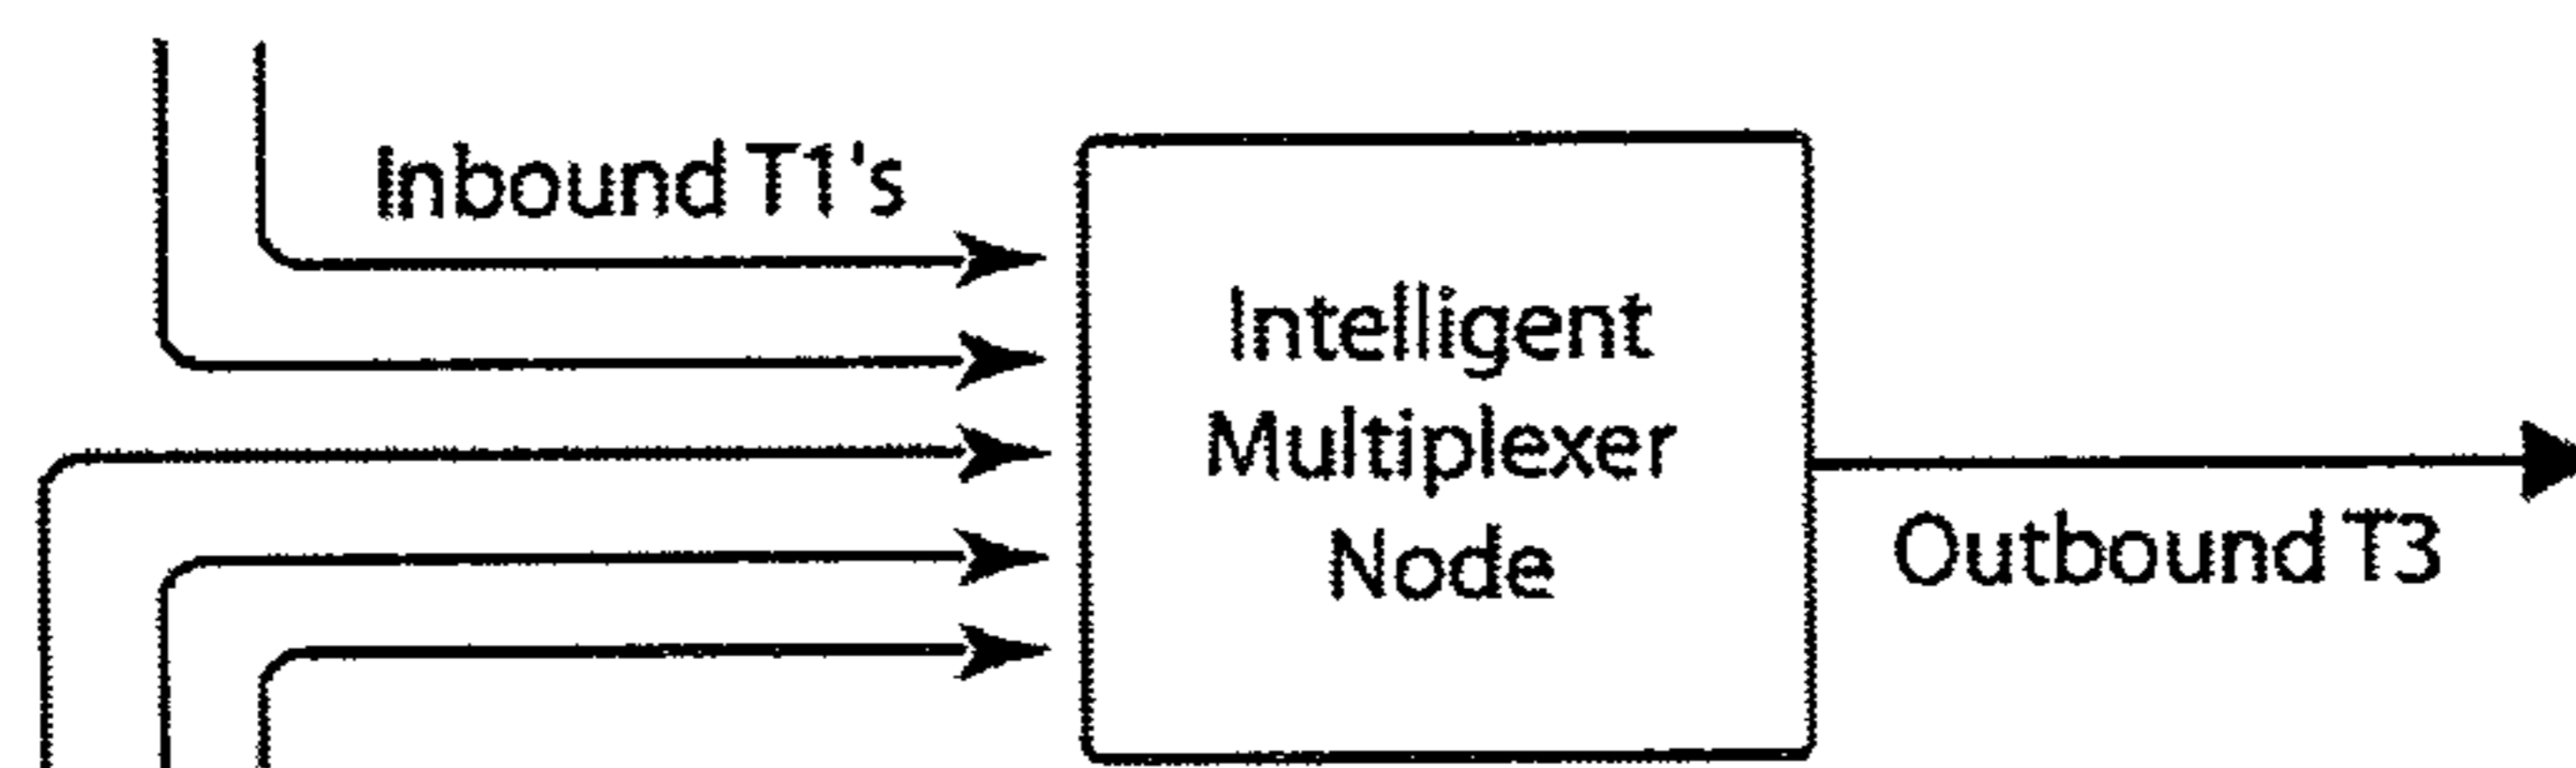 Inbound T1's
Intelligent
Multiplexer
Node
Outbound T3